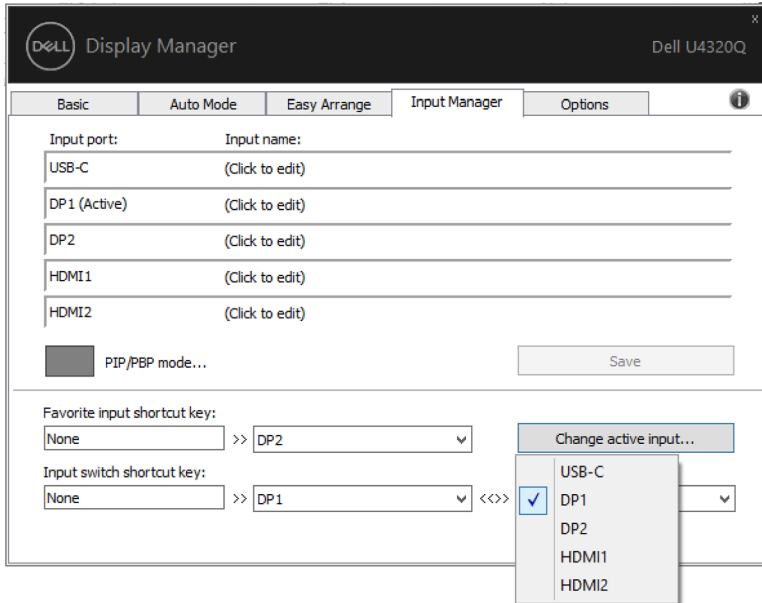 x
DELL Display Manager Dell U4320Q
Basic Auto Mode Easy Arrange Input Manager Options i
Input port: Input name:
USB-C (Click to edit)
DP1 (Active) (Click to edit)
DP2 (Click to edit)
HDMI1 (Click to edit)
HDMI2 (Click to edit)
PIP/PBP mode... Save
Favorite input shortcut key:
None >> DP2 Change active input...
Input switch shortcut key:
None >> DP1 <<>>
USB-C
DP1
DP2
HDMI1
HDMI2